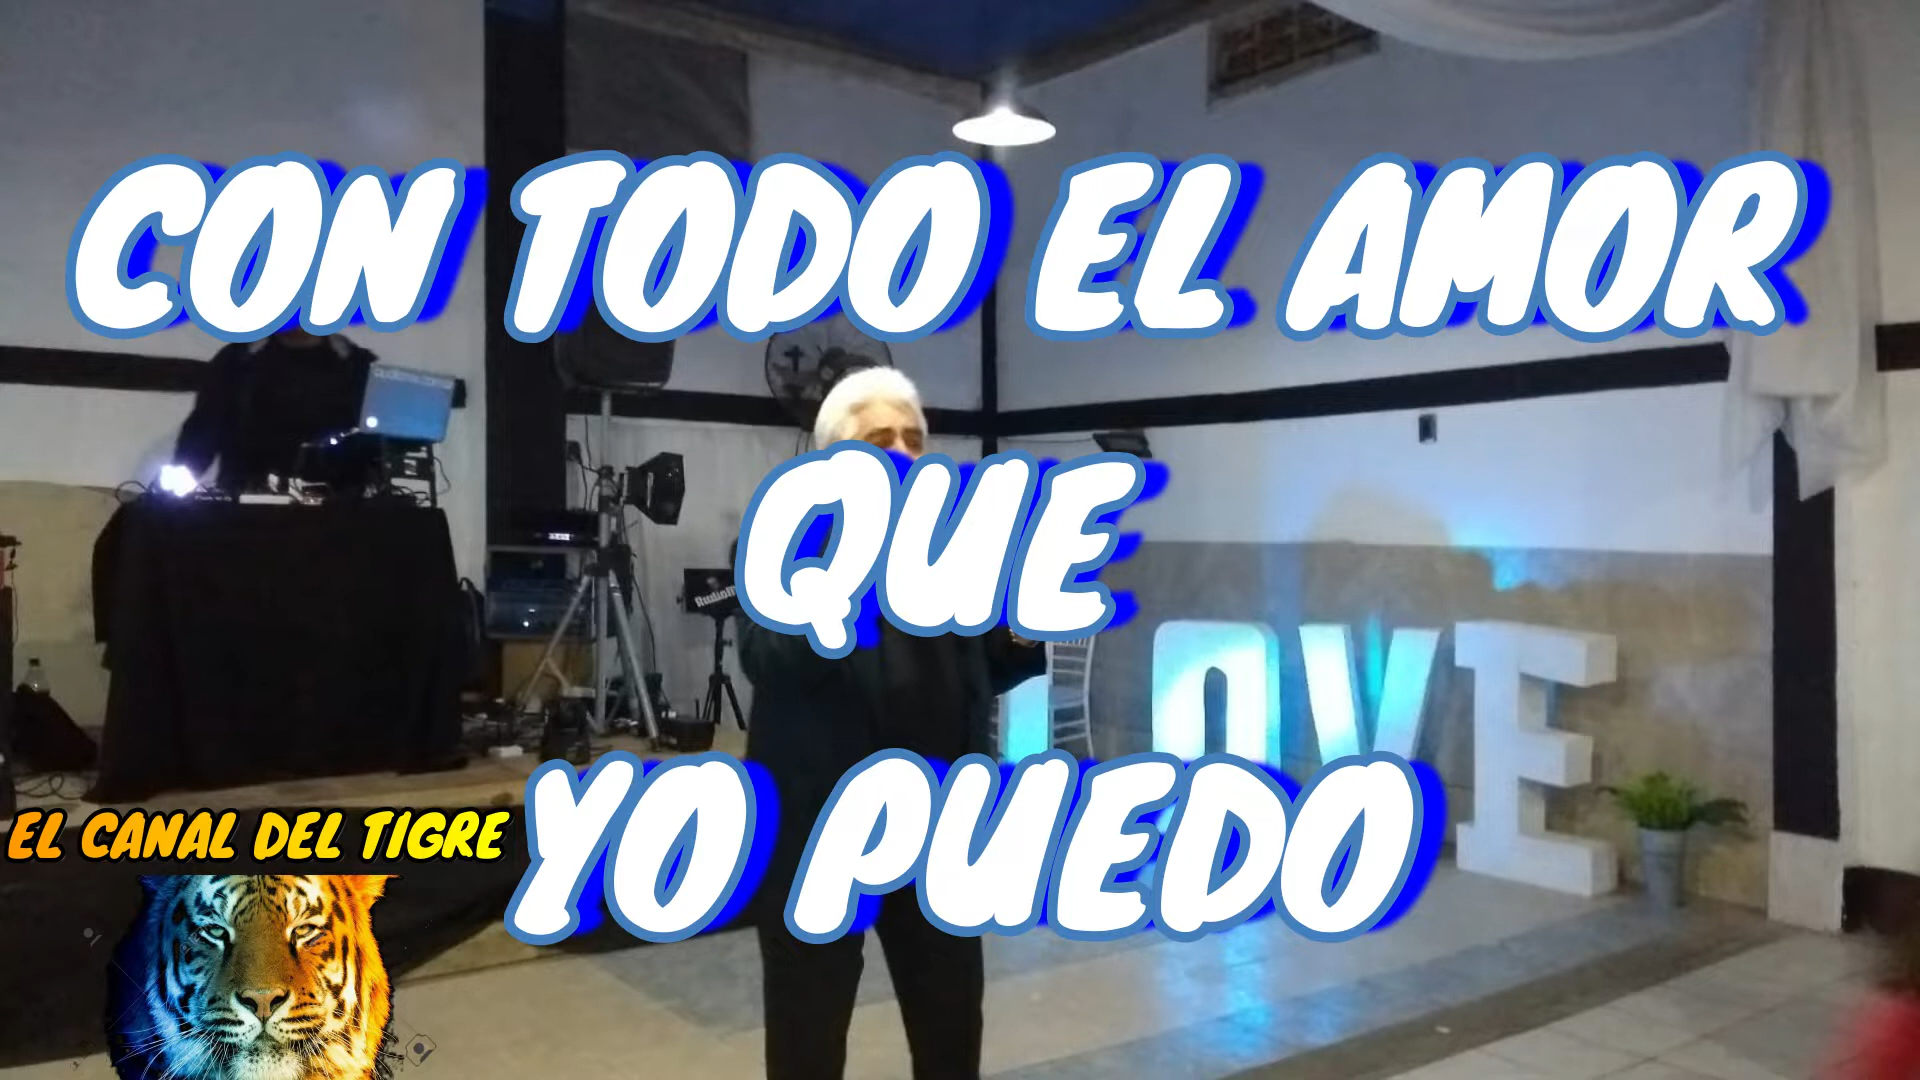 CON TODO EL AMOR
QUE
LOVE
YO PUEDO
EL CANAL DEL TIGRE